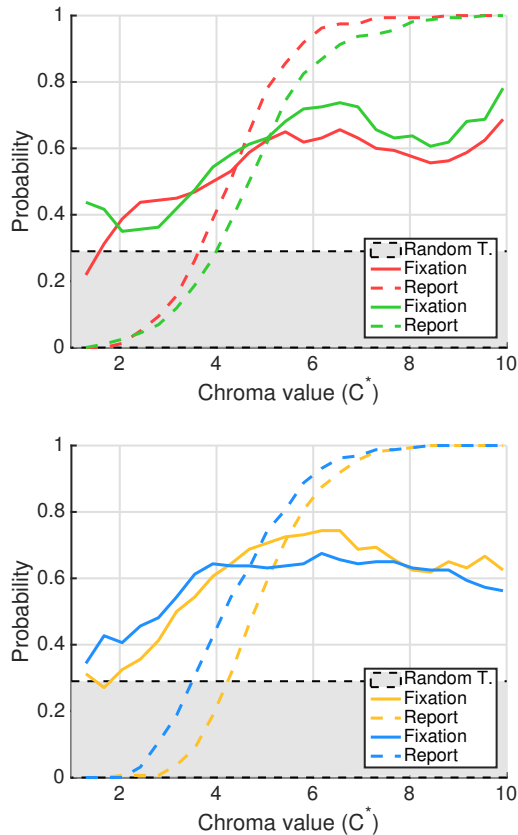 1
0.8
0.6
0.4
0.2
0
Probability
2
4
6
8
10
Chroma value (C*)
Random T.
Fixation
Report
Fixation
Report
1
0.8
0.6
0.4
0.2
0
Probability
2
4
6
8
10
Chroma value (C*)
Random T.
Fixation
Report
Fixation
Report